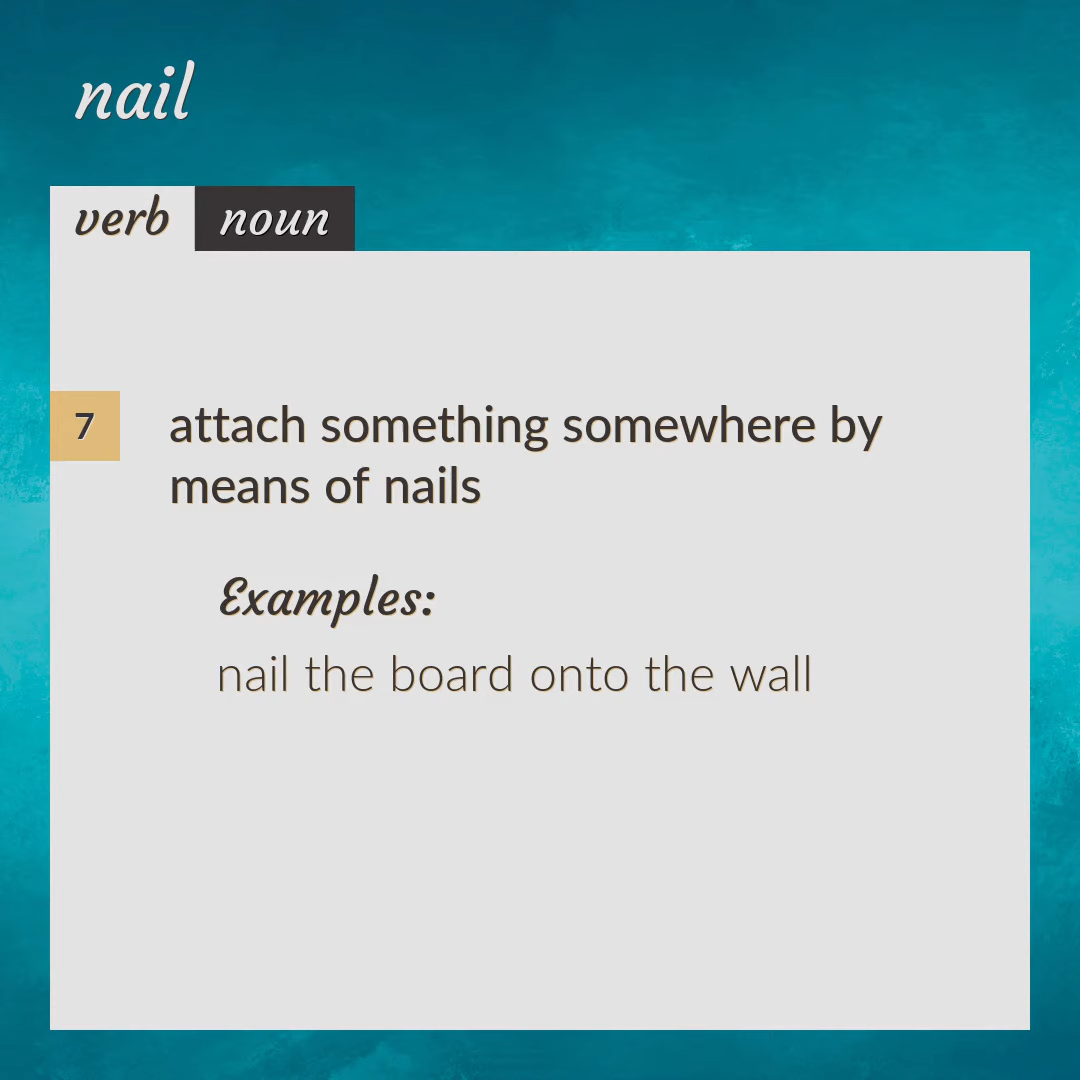 nail
verb noun
7 attach something somewhere by
means of nails
Examples:
nail the board onto the wall